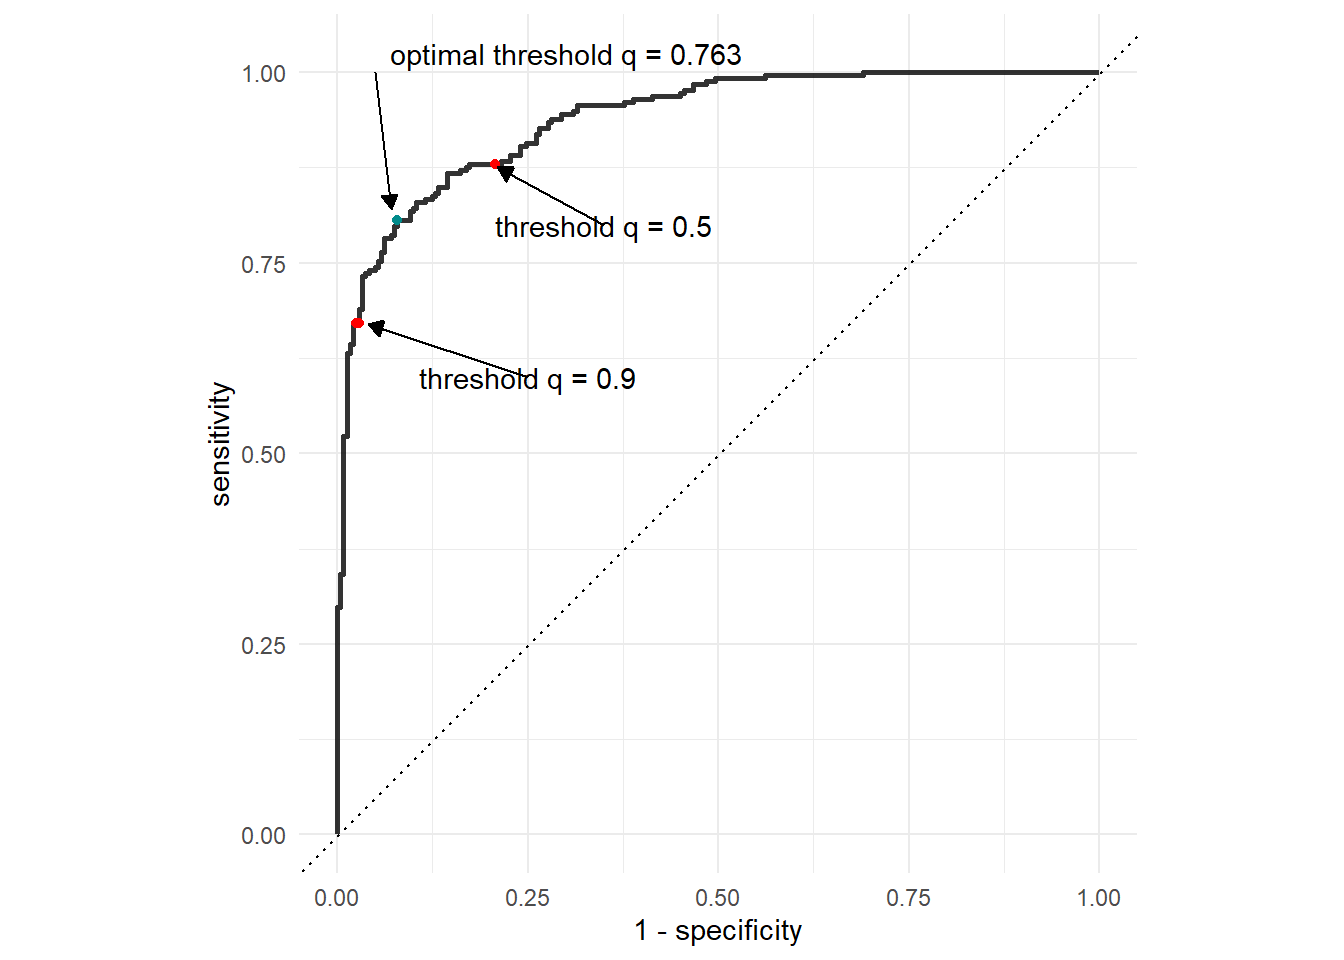 optimal threshold q = 0.763
1.00
threshold q = 0.5
0.75
threshold q = 0.9
sensitivity
0.50
0.25
0.00
0.00 0.25 0.50 0.75 1.00
1 - specificity